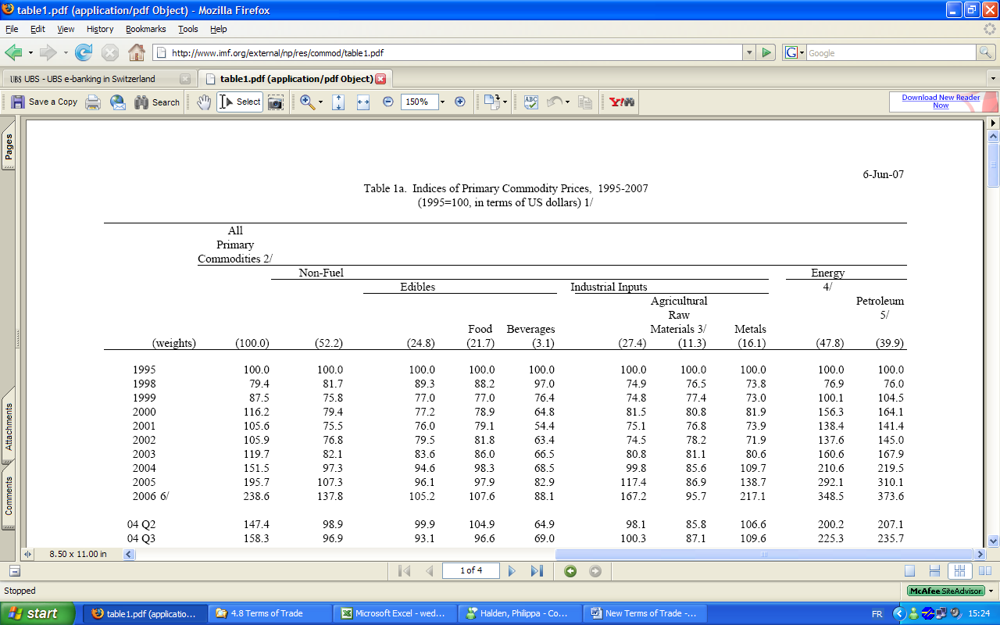 table1.pdf (application/pdf Object) - Mozilla Firefox
File Edit View History Bookmarks Tools Help
http://www.imf.org/external/np/res/commod/table1.pdf
G Google
UBS UBS - UBS e-banking in Switzerland
table1.pdf (application/pdf Object)
Save a Copy Search Select 150% ABC Y!
Download New Reader
Now
Pages
Attachments
Comments
6-Jun-07
Table 1a. Indices of Primary Commodity Prices, 1995-2007
(1995=100, in terms of US dollars) 1/
All
Primary
Commodities 2/
Non-Fuel Energy
Edibles Industrial Inputs 4/
Agricultural Petroleum
Raw 5/
Food Beverages Materials 3/ Metals
(weights) (100.0) (52.2) (24.8) (21.7) (3.1) (27.4) (11.3) (16.1) (47.8) (39.9)
1995 100.0 100.0 100.0 100.0 100.0 100.0 100.0 100.0 100.0 100.0
1998 79.4 81.7 89.3 88.2 97.0 74.9 76.5 73.8 76.9 76.0
1999 87.5 75.8 77.0 77.0 76.4 74.8 77.4 73.0 100.1 104.5
2000 116.2 79.4 77.2 78.9 64.8 81.5 80.8 81.9 156.3 164.1
2001 105.6 75.5 76.0 79.1 54.4 75.1 76.8 73.9 138.4 141.4
2002 105.9 76.8 79.5 81.8 63.4 74.5 78.2 71.9 137.6 145.0
2003 119.7 82.1 83.6 86.0 66.5 80.8 81.1 80.6 160.6 167.9
2004 151.5 97.3 94.6 98.3 68.5 99.8 85.6 109.7 210.6 219.5
2005 195.7 107.3 96.1 97.9 82.9 117.4 86.9 138.7 292.1 310.1
2006 6/ 238.6 137.8 105.2 107.6 88.1 167.2 95.7 217.1 348.5 373.6
04 Q2 147.4 98.9 99.9 104.9 64.9 98.1 85.8 106.6 200.2 207.1
04 Q3 158.3 96.9 93.1 96.6 69.0 100.3 87.1 109.6 225.3 235.7
8.50 x 11.00 in
1 of 4
Stopped
McAfee SiteAdvisor
start table1.pdf (applicatio... 4.8 Terms of Trade Microsoft Excel - wed... Halden, Philippa - Co... New Terms of Trade -... FR 15:24